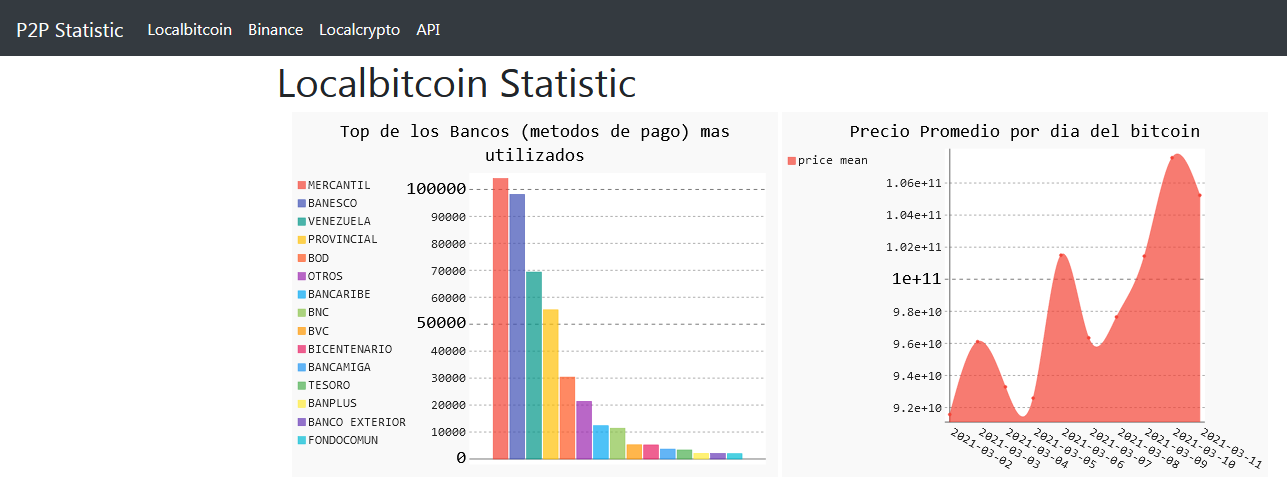 P2P Statistic Localbitcoin Binance Localcrypto API
Localbitcoin Statistic
Top de los Bancos (metodos de pago) mas
utilizados
MERCANTIL
BANESCO
VENEZUELA
PROVINCIAL
BOD
OTROS
BANCARIBE
BNC
BVC
BICENTENARIO
BANCAMIGA
TESORO
BANPLUS
BANCO EXTERIOR
FONDOCOMUN
100000
90000
80000
70000
60000
50000
40000
30000
20000
10000
0
Precio Promedio por dia del bitcoin
price mean
1.06e+11
1.04e+11
1.02e+11
1e+11
9.8e+10
9.6e+10
9.4e+10
9.2e+10
2021-03-02
2021-03-03
2021-03-04
2021-03-05
2021-03-06
2021-03-07
2021-03-08
2021-03-09
2021-03-10
2021-03-11